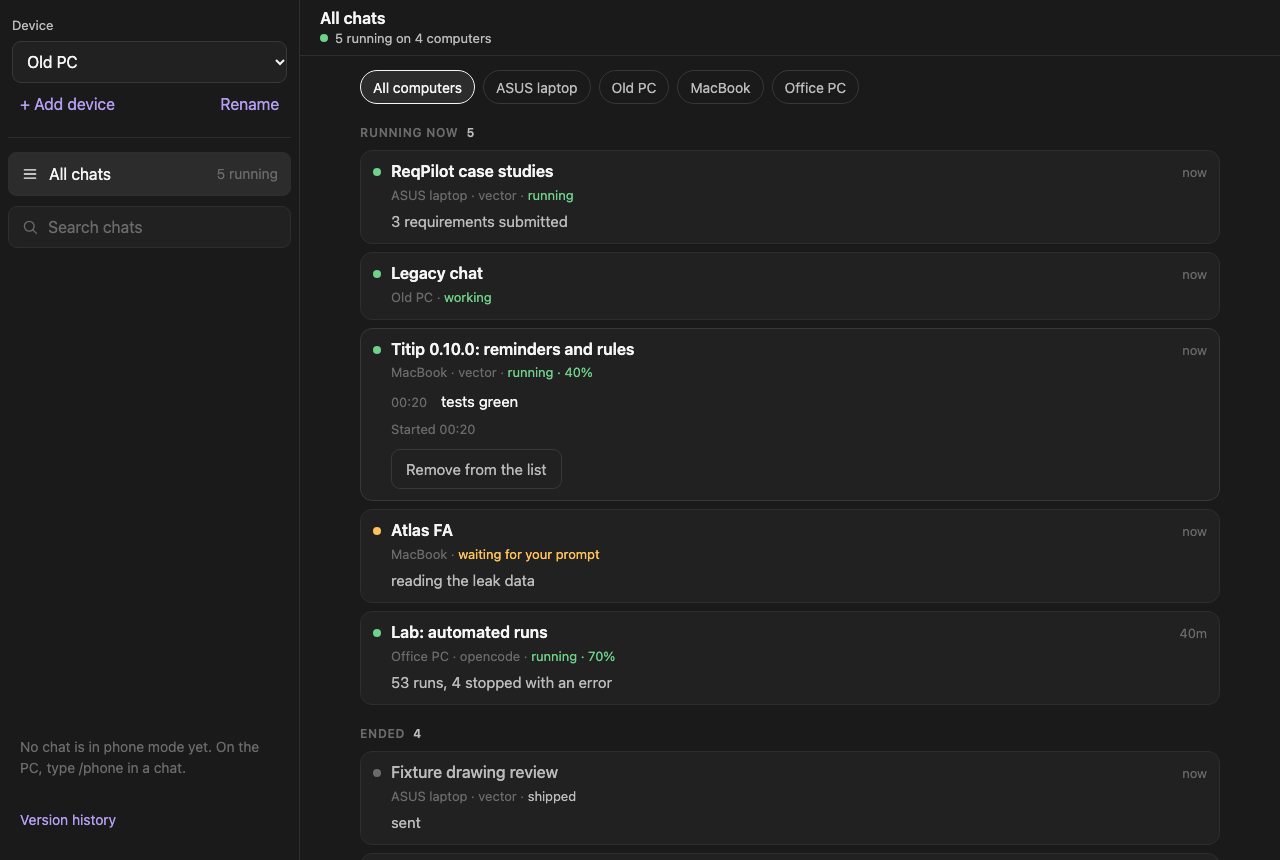 Device
Old PC
+ Add device
Rename
All chats
5 running
Search chats
No chat is in phone mode yet. On the
PC, type /phone in a chat.
Version history
All chats
5 running on 4 computers
All computers
ASUS laptop
Old PC
MacBook
Office PC
RUNNING NOW 5
ReqPilot case studies
now
ASUS laptop · vector · running
3 requirements submitted
Legacy chat
now
Old PC · working
Titip 0.10.0: reminders and rules
now
MacBook · vector · running · 40%
00:20 tests green
Started 00:20
Remove from the list
Atlas FA
now
MacBook · waiting for your prompt
reading the leak data
Lab: automated runs
40m
Office PC · opencode · running · 70%
53 runs, 4 stopped with an error
ENDED 4
Fixture drawing review
now
ASUS laptop · vector · shipped
sent